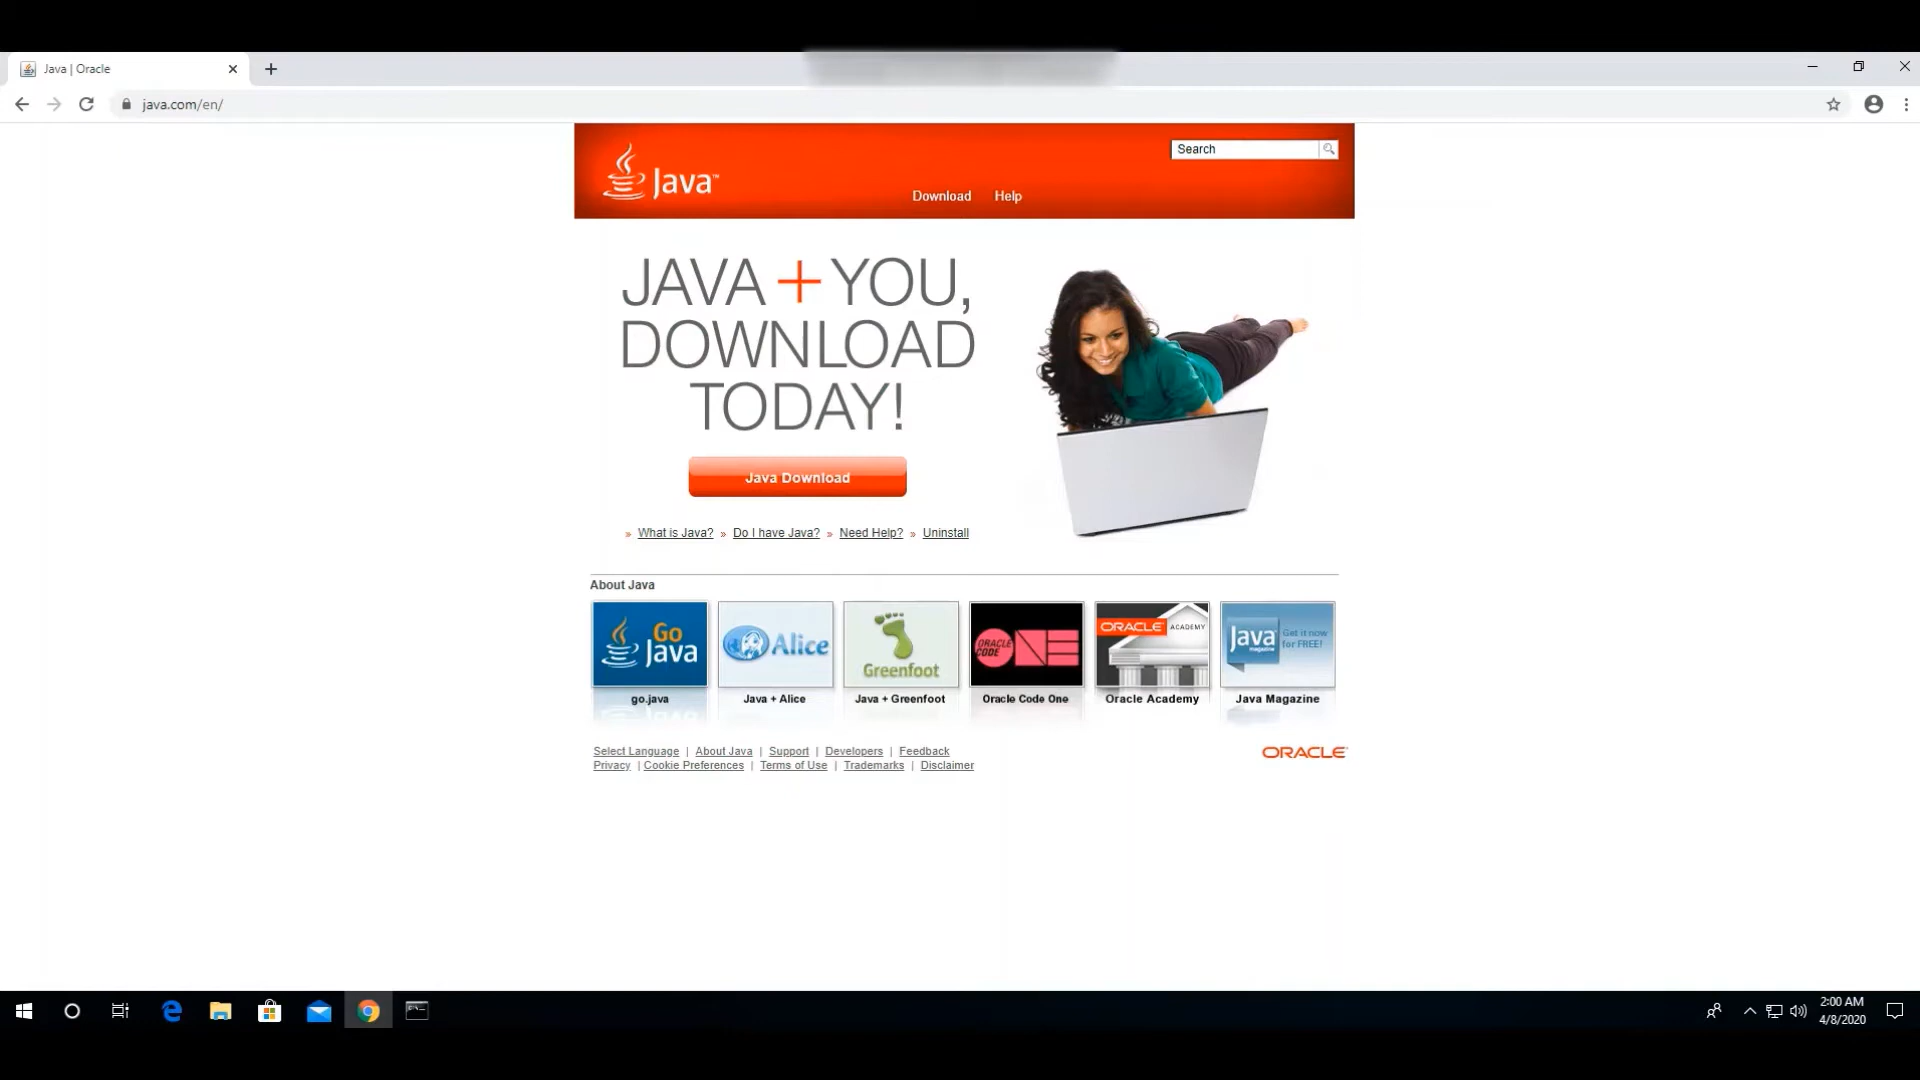 Java | Oracle
java.com/en/
Search
Java™
Download Help
JAVA + YOU,
DOWNLOAD
TODAY!
Java Download
» What is Java? » Do I have Java? » Need Help? » Uninstall
About Java
Go Java
Alice
Greenfoot
ORACLE CODE ONE
ORACLE ACADEMY
Java magazine Get it now for FREE!
go.java Java + Alice Java + Greenfoot Oracle Code One Oracle Academy Java Magazine
Select Language | About Java | Support | Developers | Feedback
Privacy | Cookie Preferences | Terms of Use | Trademarks | Disclaimer
ORACLE
2:00 AM
4/8/2020